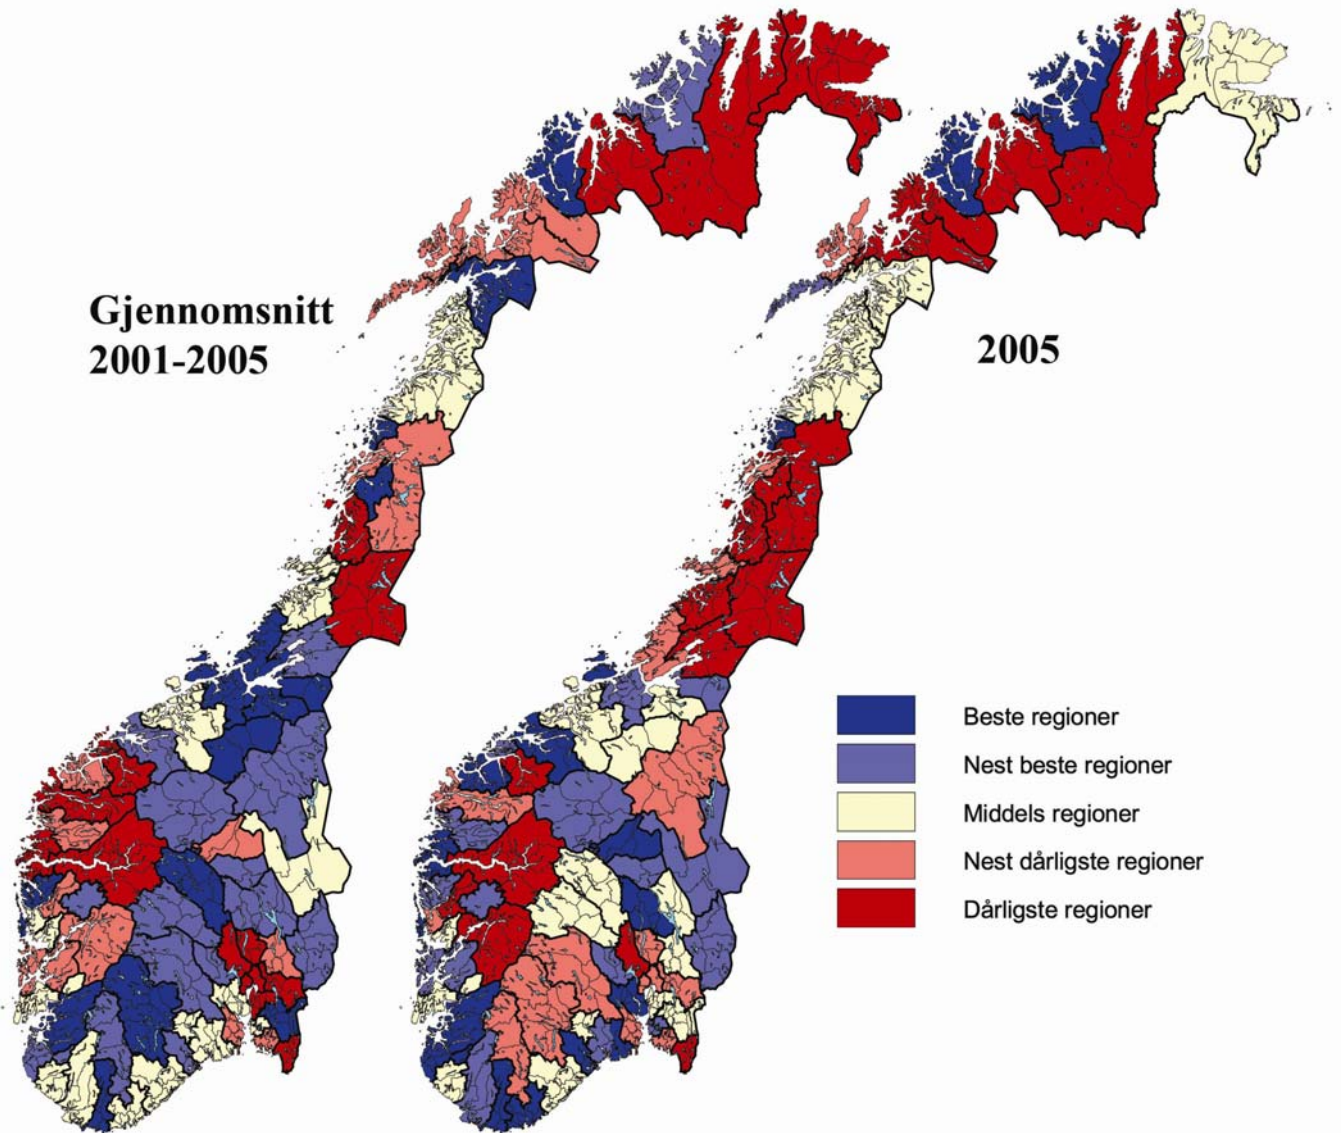 Gjennomsnitt
2001-2005
2005
Beste regioner
Nest beste regioner
Middels regioner
Nest dårligste regioner
Dårligste regioner